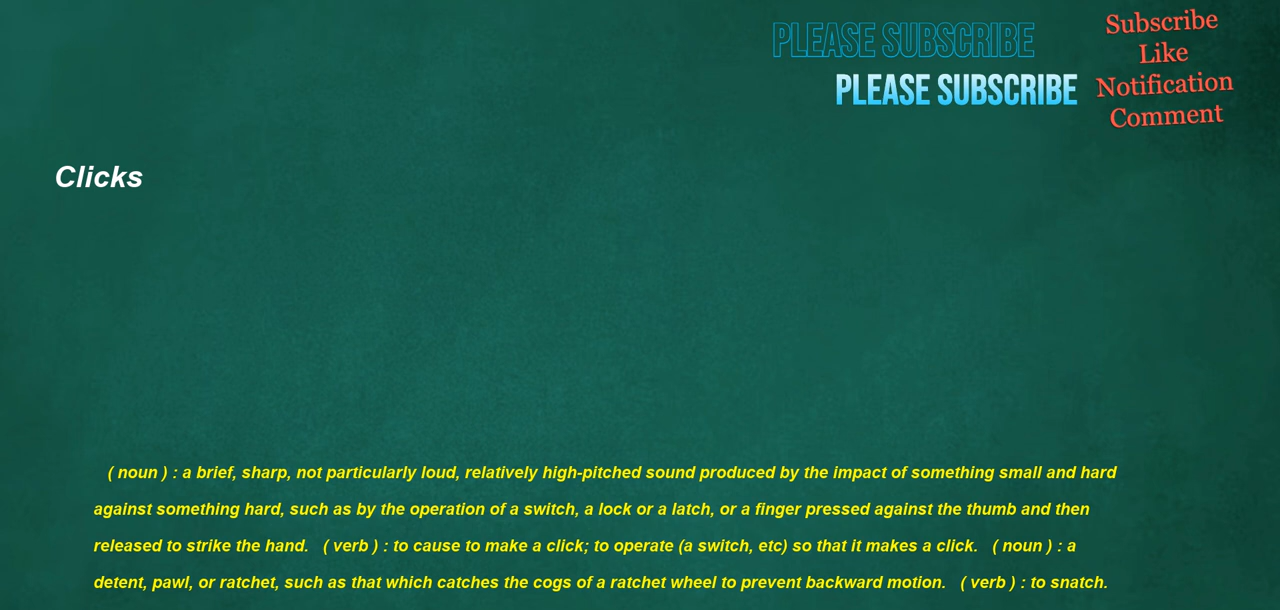 PLEASE SUBSCRIBE
PLEASE SUBSCRIBE
Subscribe
Like
Notification
Comment
Clicks
( noun ) : a brief, sharp, not particularly loud, relatively high-pitched sound produced by the impact of something small and hard
against something hard, such as by the operation of a switch, a lock or a latch, or a finger pressed against the thumb and then
released to strike the hand. ( verb ) : to cause to make a click; to operate (a switch, etc) so that it makes a click. ( noun ) : a
detent, pawl, or ratchet, such as that which catches the cogs of a ratchet wheel to prevent backward motion. ( verb ) : to snatch.